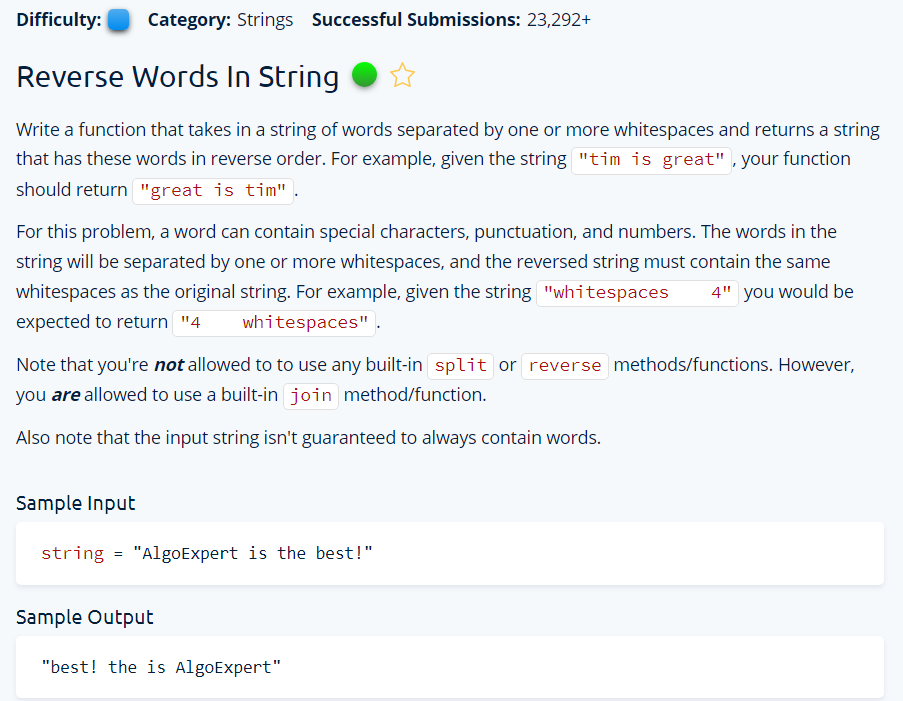 Difficulty: Category: Strings Successful Submissions: 23,292+
Reverse Words In String
Write a function that takes in a string of words separated by one or more whitespaces and returns a string
that has these words in reverse order. For example, given the string "tim is great", your function
should return "great is tim".
For this problem, a word can contain special characters, punctuation, and numbers. The words in the
string will be separated by one or more whitespaces, and the reversed string must contain the same
whitespaces as the original string. For example, given the string "whitespaces    4" you would be
expected to return "4    whitespaces".
Note that you're not allowed to to use any built-in split or reverse methods/functions. However,
you are allowed to use a built-in join method/function.
Also note that the input string isn't guaranteed to always contain words.
Sample Input
string = "AlgoExpert is the best!"
Sample Output
"best! the is AlgoExpert"